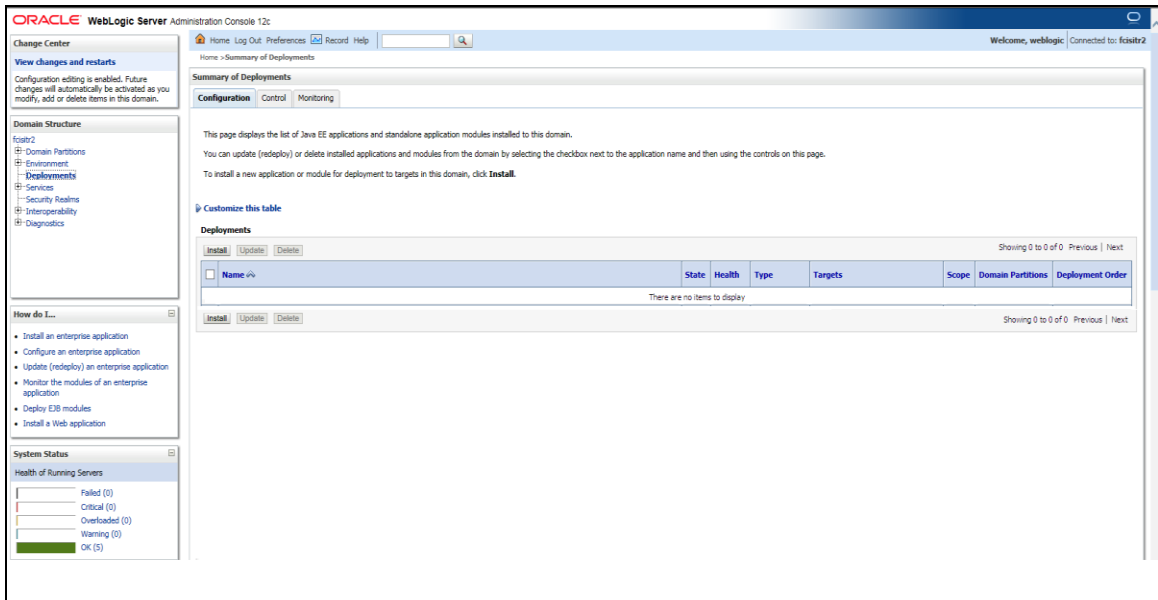 ORACLE WebLogic Server Administration Console 12c
Change Center
View changes and restarts
Configuration editing is enabled. Future
changes will automatically be activated as you
modify, add or delete items in this domain.
Domain Structure
fcisitr2
Domain Partitions
Environment
Deployments
Services
Security Realms
Interoperability
Diagnostics
How do I...
Install an enterprise application
Configure an enterprise application
Update (redeploy) an enterprise application
Monitor the modules of an enterprise
application
Deploy EJB modules
Install a Web application
System Status
Health of Running Servers
Failed (0)
Critical (0)
Overloaded (0)
Warning (0)
OK (5)
Home Log Out Preferences Record Help
Welcome, weblogic Connected to: fcisitr2
Home >Summary of Deployments
Summary of Deployments
Configuration Control Monitoring
This page displays the list of Java EE applications and standalone application modules installed to this domain.
You can update (redeploy) or delete installed applications and modules from the domain by selecting the checkbox next to the application name and then using the controls on this page.
To install a new application or module for deployment to targets in this domain, click Install.
Customize this table
Deployments
Install Update Delete Showing 0 to 0 of 0 Previous | Next
Name State Health Type Targets Scope Domain Partitions Deployment Order
There are no items to display
Install Update Delete Showing 0 to 0 of 0 Previous | Next